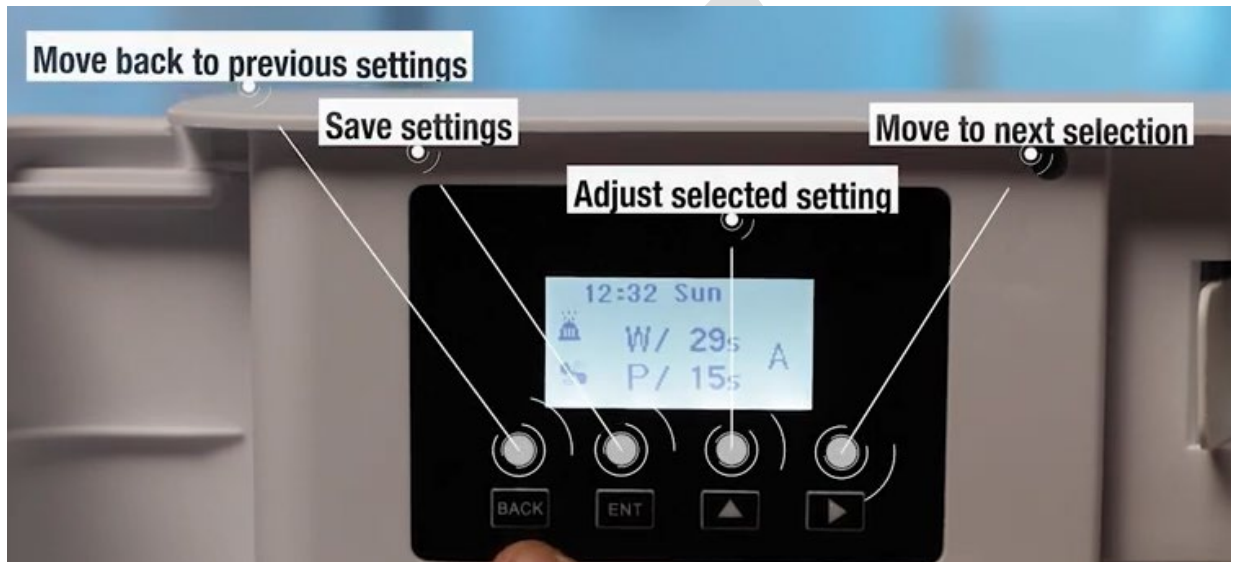 Move back to previous settings
Save settings
Move to next selection
Adjust selected setting
12:32 Sun
W/ 29s
A
P/ 15s
BACK
ENT